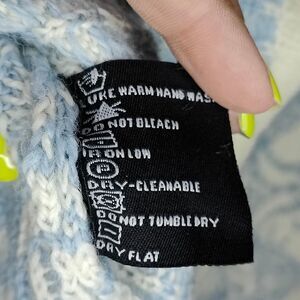 LUKE WARM HAND WASH
DO NOT BLEACH
IRON LOW
DRY-CLEANABLE
DO NOT TUMBLE DRY
DRY FLAT